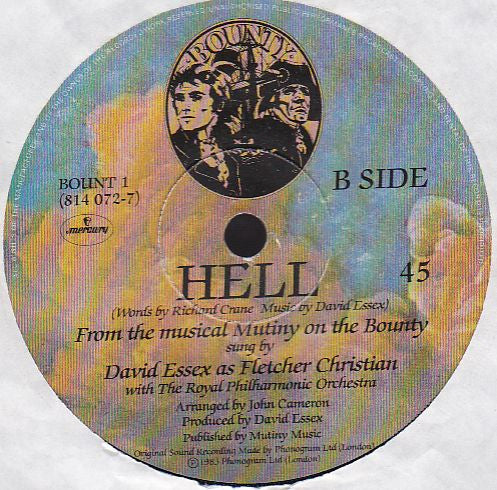 BOUNTY
BOUNT 1
(814 072-7)
mercury
B SIDE
45
HELL
(Words by Richard Crane Music by David Essex)
From the musical Mutiny on the Bounty
sung by
David Essex as Fletcher Christian
with The Royal Philharmonic Orchestra
Arranged by John Cameron
Produced by David Essex
Published by Mutiny Music
Original Sound Recording Made by Phonogram Ltd (London)
℗ 1983 Phonogram Ltd (London)